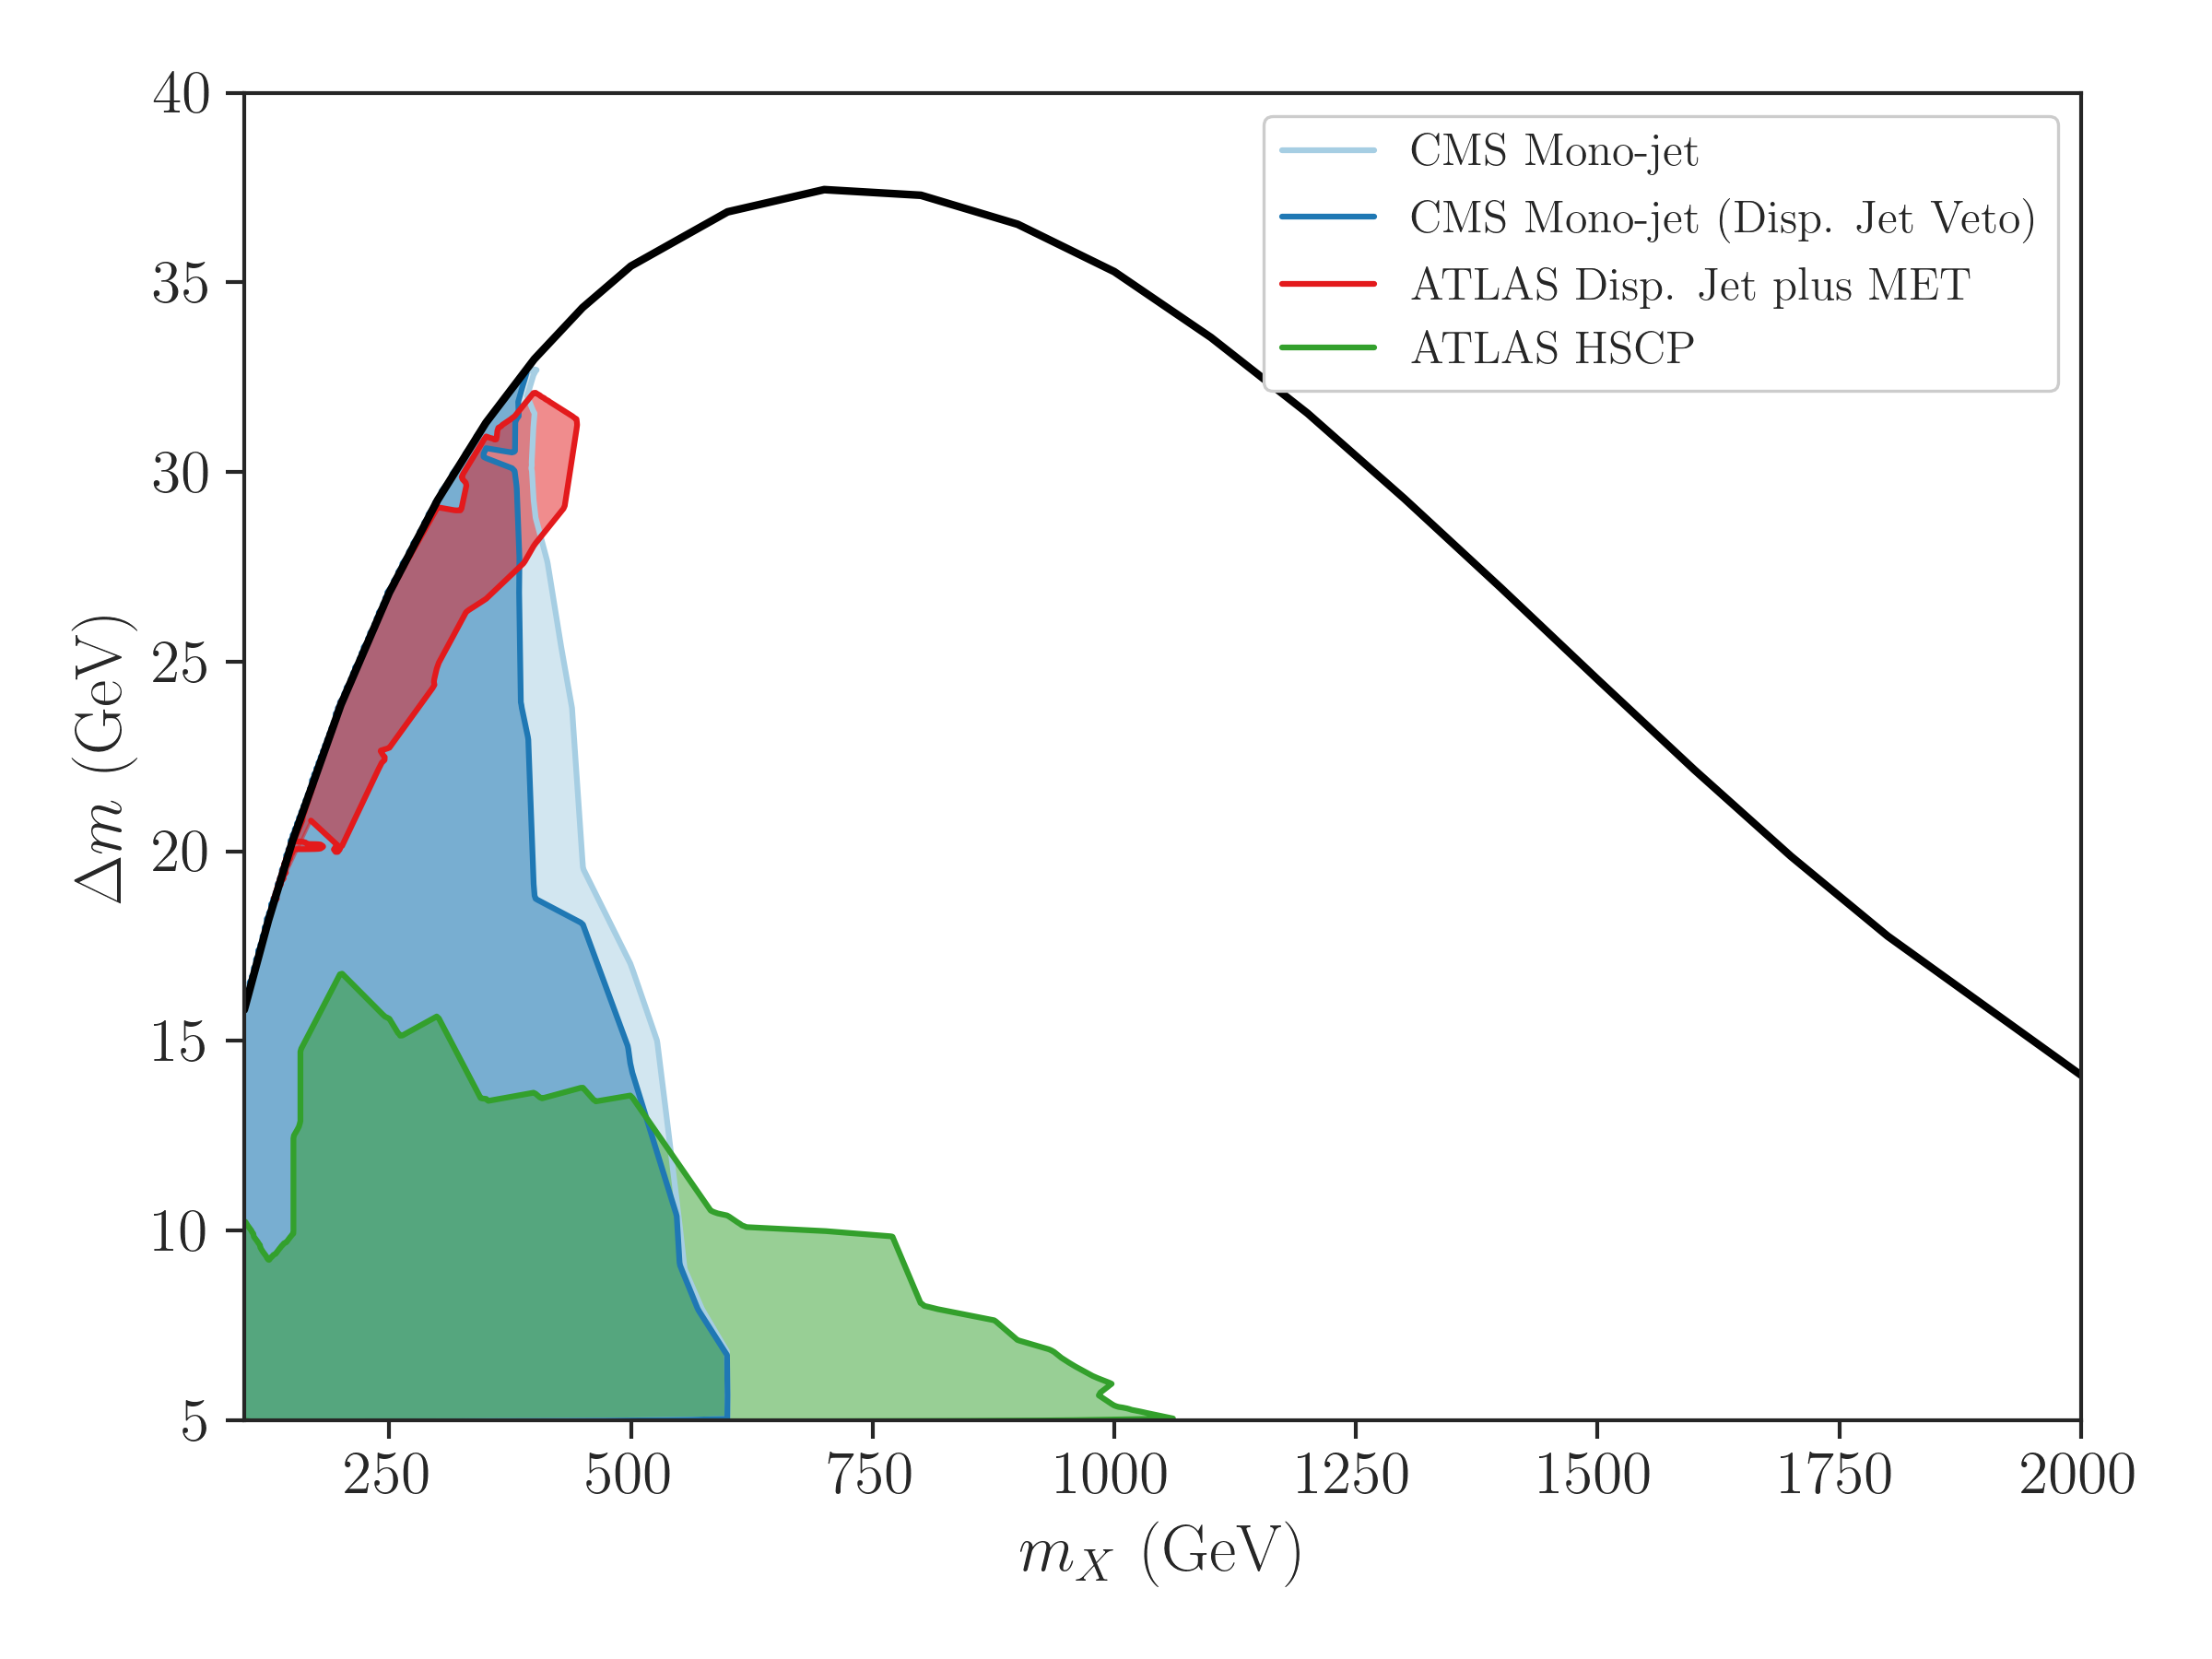 40
35
30
25
20
15
10
5
Δm (GeV)
CMS Mono-jet
CMS Mono-jet (Disp. Jet Veto)
ATLAS Disp. Jet plus MET
ATLAS HSCP
250 500 750 1000 1250 1500 1750 2000
m_X (GeV)